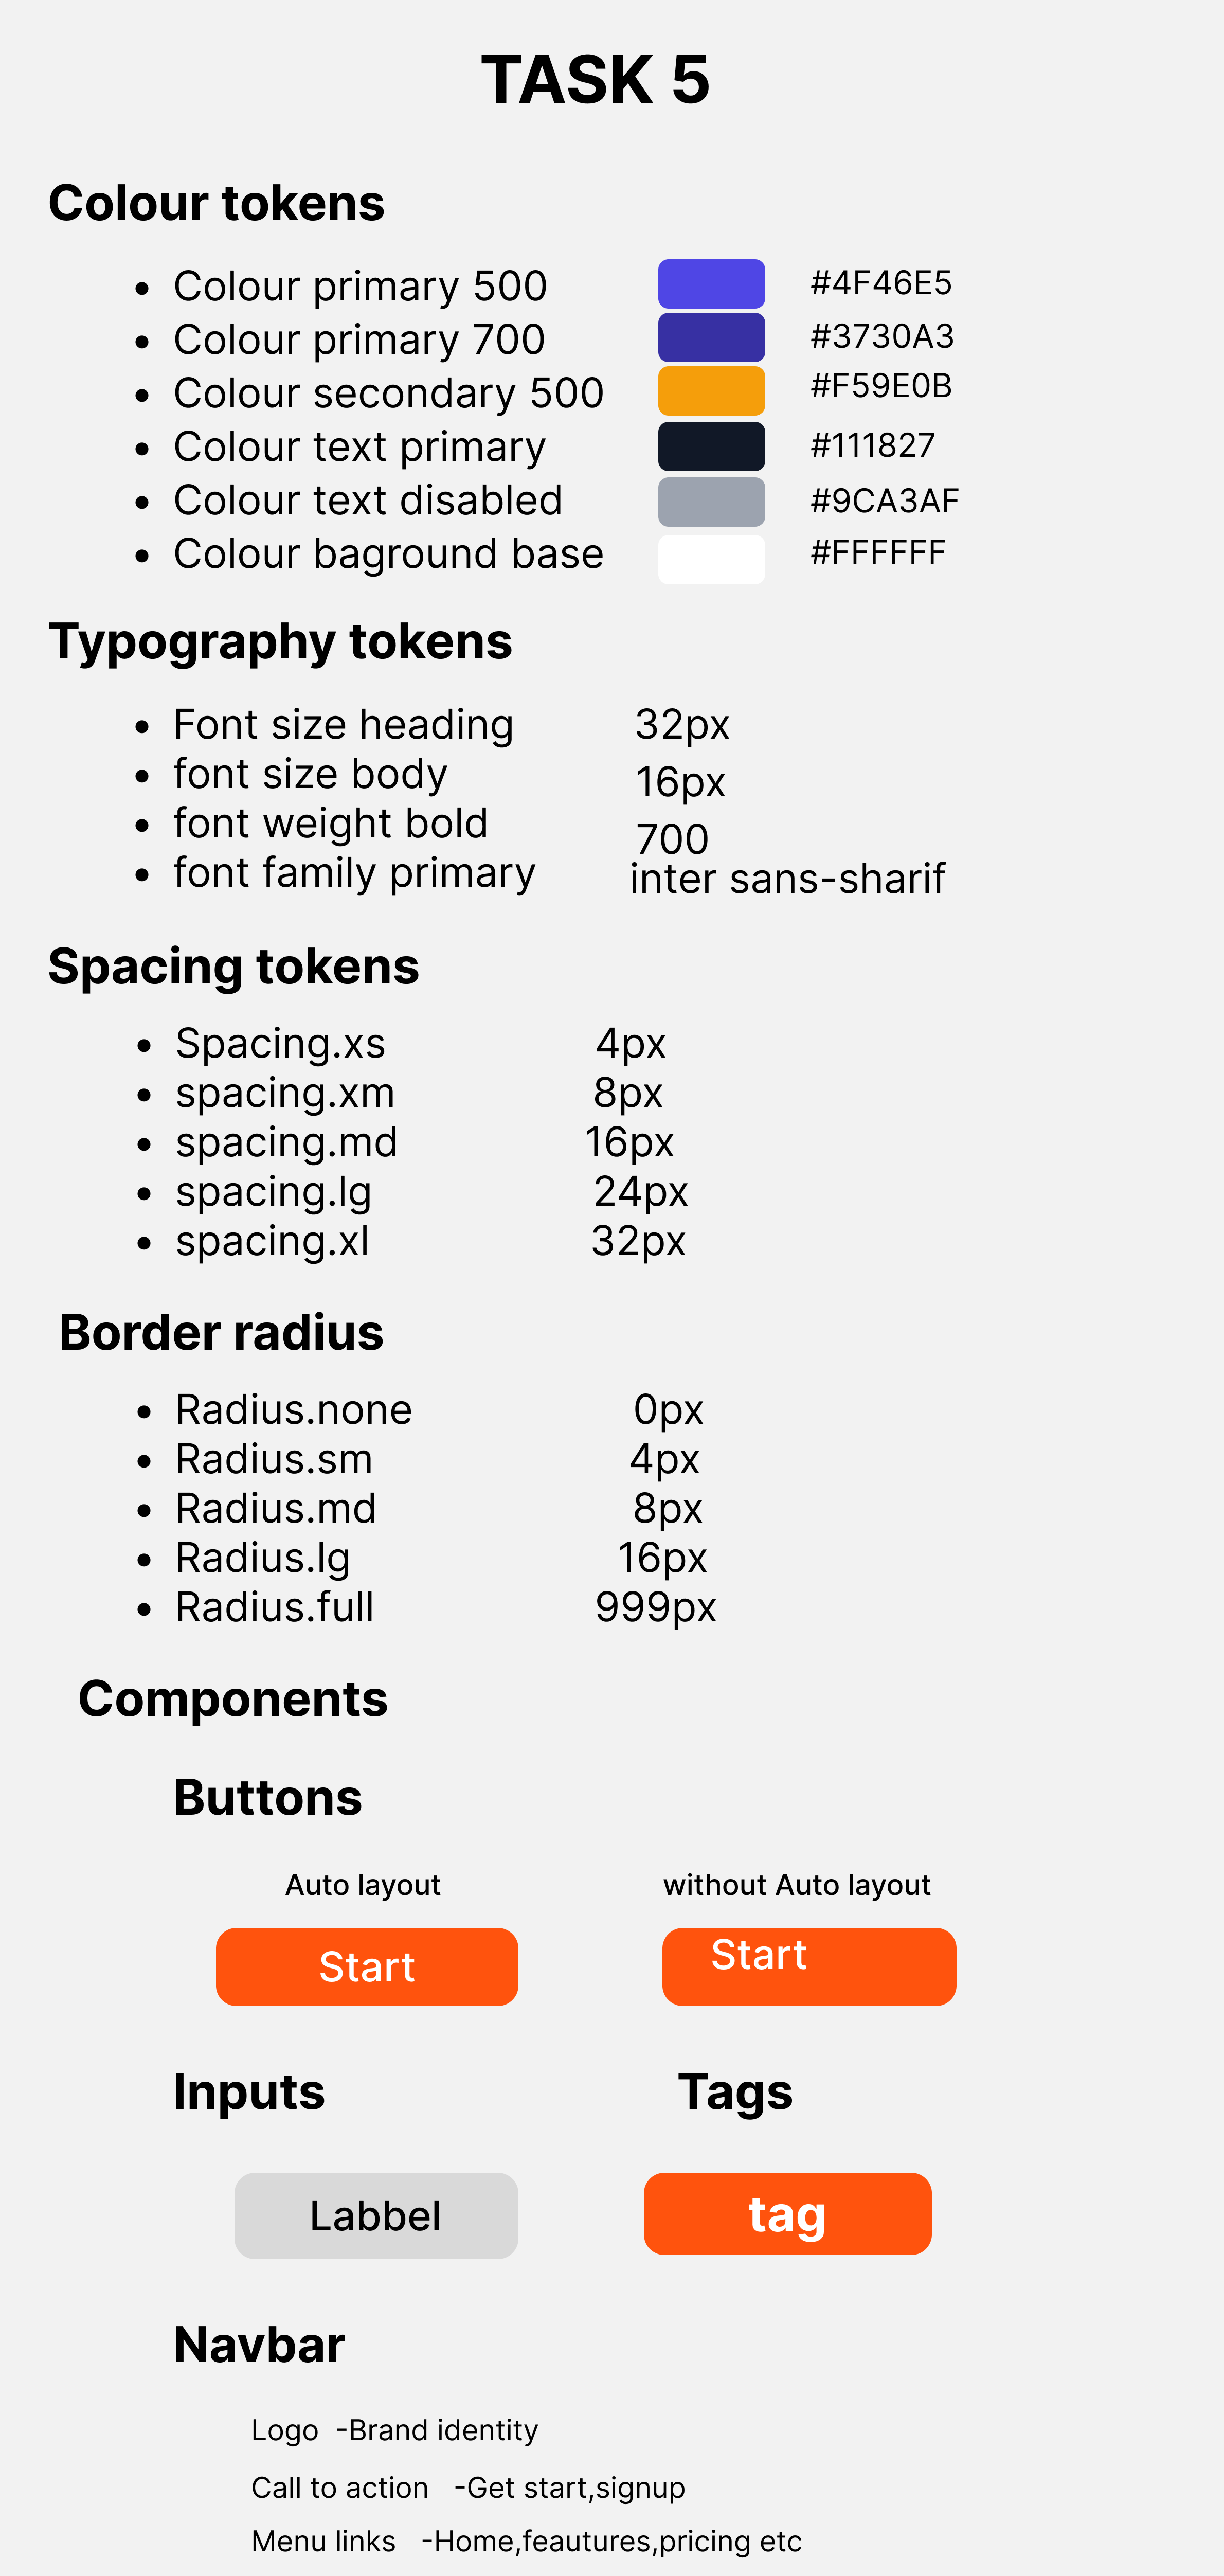 TASK 5
Colour tokens
• Colour primary 500 #4F46E5
• Colour primary 700 #3730A3
• Colour secondary 500 #F59E0B
• Colour text primary #111827
• Colour text disabled #9CA3AF
• Colour baground base #FFFFFF
Typography tokens
• Font size heading 32px
• font size body 16px
• font weight bold 700
• font family primary inter sans-sharif
Spacing tokens
• Spacing.xs 4px
• spacing.xm 8px
• spacing.md 16px
• spacing.lg 24px
• spacing.xl 32px
Border radius
• Radius.none 0px
• Radius.sm 4px
• Radius.md 8px
• Radius.lg 16px
• Radius.full 999px
Components
Buttons
Auto layout without Auto layout
Start Start
Inputs Tags
Labbel tag
Navbar
Logo -Brand identity
Call to action -Get start,signup
Menu links -Home,feautures,pricing etc